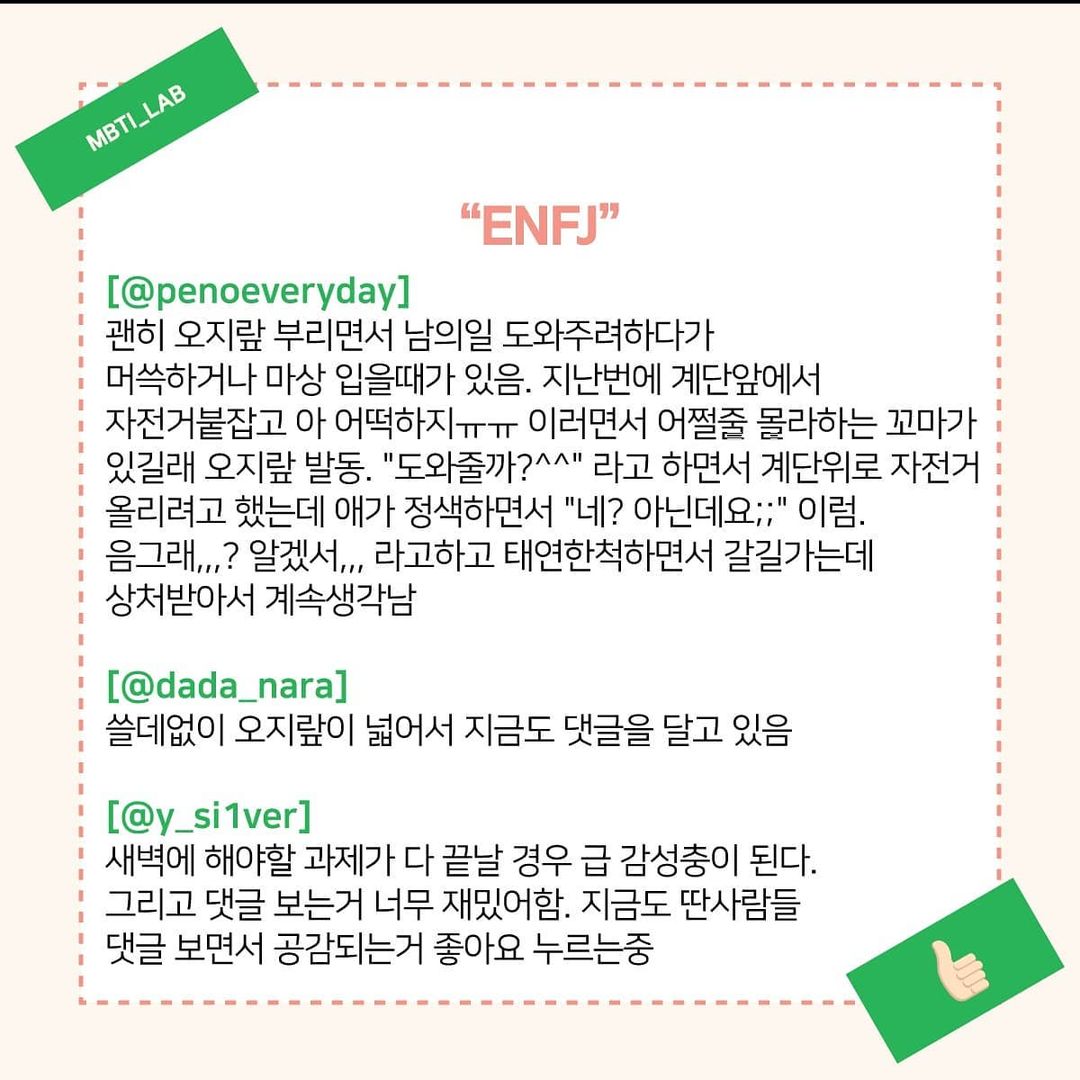 MBTI_LAB
“ENFJ”
[@penoeveryday]
괜히 오지랖 부리면서 남의일 도와주려하다가
머쓱하거나 마상 입을때가 있음. 지난번에 계단앞에서
자전거붙잡고 아 어떡하지ㅠㅠ 이러면서 어쩔줄 몰라하는 꼬마가
있길래 오지랖 발동. "도와줄까?^^" 라고 하면서 계단위로 자전거
올리려고 했는데 애가 정색하면서 "네? 아닌데요;;" 이럼.
음그래,,,? 알겠서,,, 라고하고 태연한척하면서 갈길가는데
상처받아서 계속생각남
[@dada_nara]
쓸데없이 오지랖이 넓어서 지금도 댓글을 달고 있음
[@y_si1ver]
새벽에 해야할 과제가 다 끝날 경우 급 감성충이 된다.
그리고 댓글 보는거 너무 재밌어함. 지금도 딴사람들
댓글 보면서 공감되는거 좋아요 누르는중